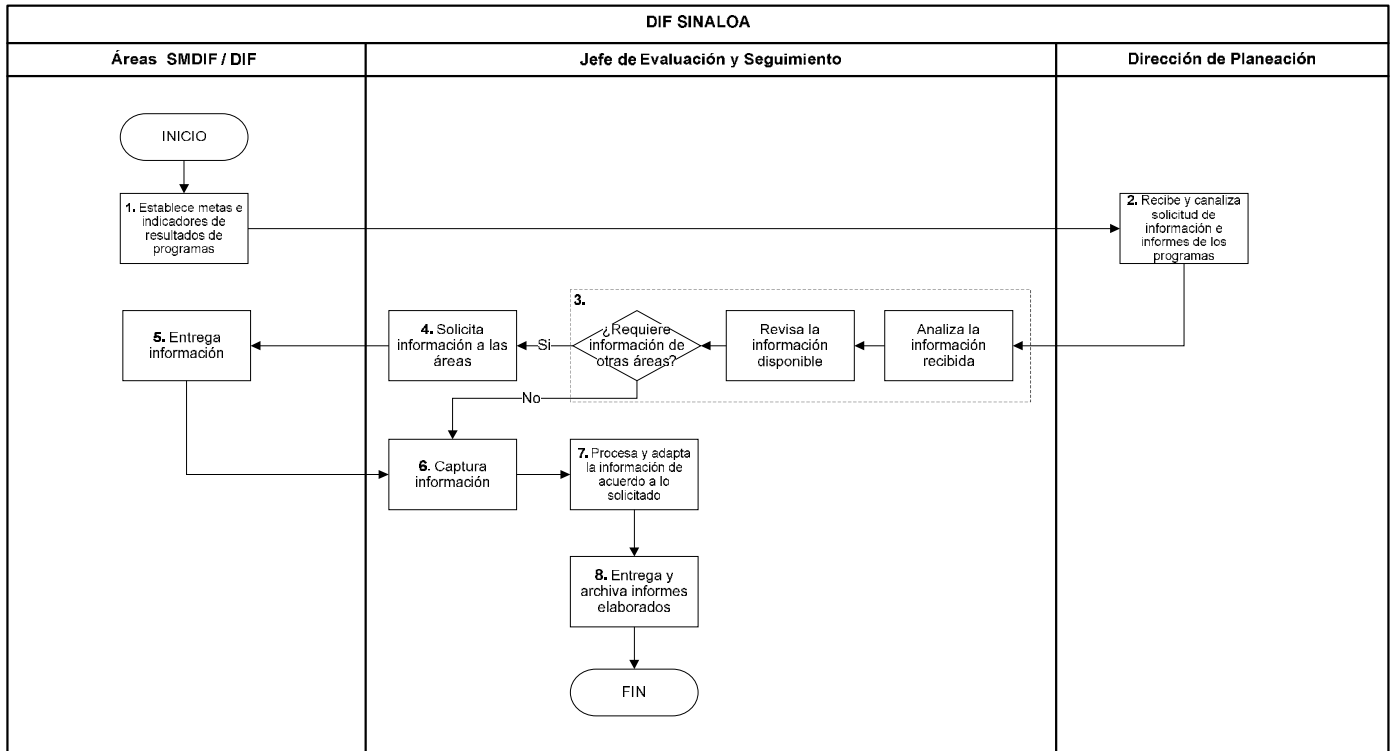 DIF SINALOA
Áreas SMDIF / DIF
Jefe de Evaluación y Seguimiento
Dirección de Planeación
INICIO
1. Establece metas e
indicadores de
resultados de
programas
2. Recibe y canaliza
solicitud de
información e
informes de los
programas
3.
Analiza la
información
recibida
Revisa la
información
disponible
¿Requiere
información de
otras áreas?
Si
No
4. Solicita
información a las
áreas
5. Entrega
información
6. Captura
información
7. Procesa y adapta
la información de
acuerdo a lo
solicitado
8. Entrega y
archiva informes
elaborados
FIN